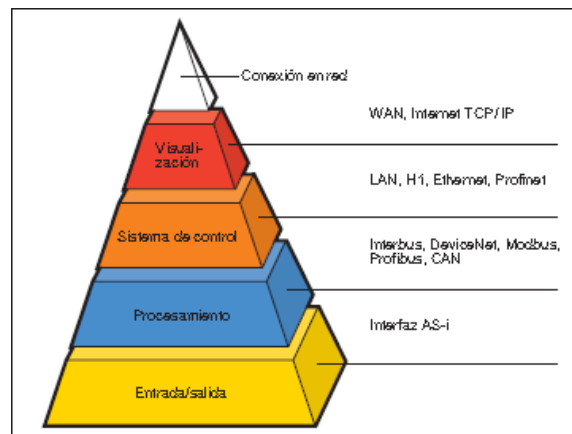 Conexión en red
WAN, Internet TCP/IP
Visuali-
zación
LAN, H1, Ethernet, Profinet
Sistema de control
Interbus, DeviceNet, Modbus,
Profibus, CAN
Procesamiento
Interfaz AS-i
Entrada/salida